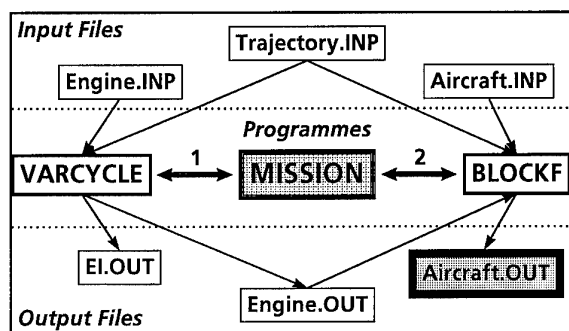 Input Files
Trajectory.INP
Engine.INP
Aircraft.INP
Programmes
VARCYCLE
1
MISSION
2
BLOCKF
EI.OUT
Engine.OUT
Aircraft.OUT
Output Files